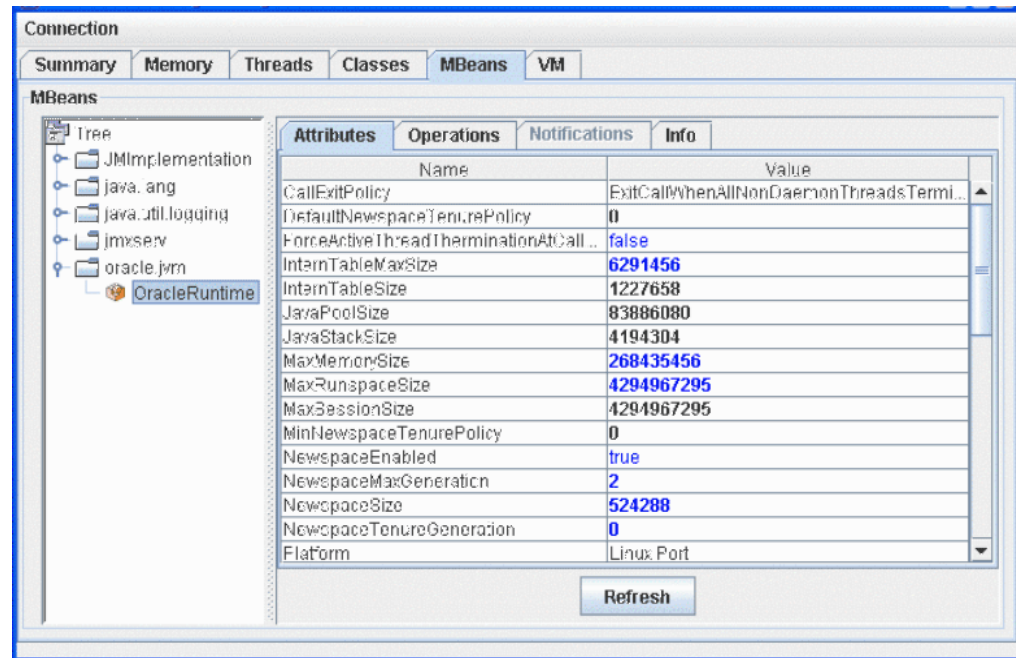 Connection
Summary Memory Threads Classes MBeans VM
MBeans
Tree
JMImplementation
java.lang
java.util.logging
jmxserv
oracle.jvm
OracleRuntime
Attributes Operations Notifications Info
Name Value
CallExitPolicy ExitCallWhenAllNonDaemonThreadsTermi...
DefaultNewspaceTenurePolicy 0
ForceActiveThreadTherminationAtCall... false
InternTableMaxSize 6291456
InternTableSize 1227658
JavaPoolSize 83886080
JavaStackSize 4194304
MaxMemorySize 268435456
MaxRunspaceSize 4294967295
MaxSessionSize 4294967295
MinNewspaceTenurePolicy 0
NewspaceEnabled true
NewspaceMaxGeneration 2
NewspaceSize 524288
NewspaceTenureGeneration 0
Platform Linux Port
Refresh